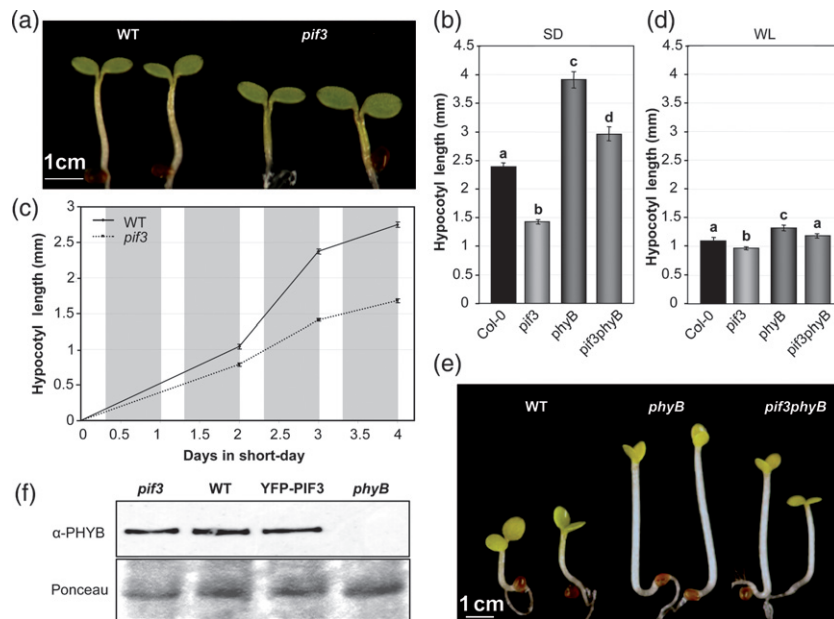 (a)
WT pif3
1cm
(b)
SD
Hypocotyl length (mm)
4.5
4
3.5
3
2.5
2
1.5
1
0.5
0
a
b
c
d
Col-0
pif3
phyB
pif3phyB
(d)
WL
Hypocotyl length (mm)
4.5
4
3.5
3
2.5
2
1.5
1
0.5
0
a
b
c
a
Col-0
pif3
phyB
pif3phyB
(c)
Hypocotyl length (mm)
3
2.5
2
1.5
1
0.5
0
WT
pif3
0 0.5 1 1.5 2 2.5 3 3.5 4
Days in short-day
(e)
WT phyB pif3phyB
1 cm
(f)
pif3 WT YFP-PIF3 phyB
α-PHYB
Ponceau